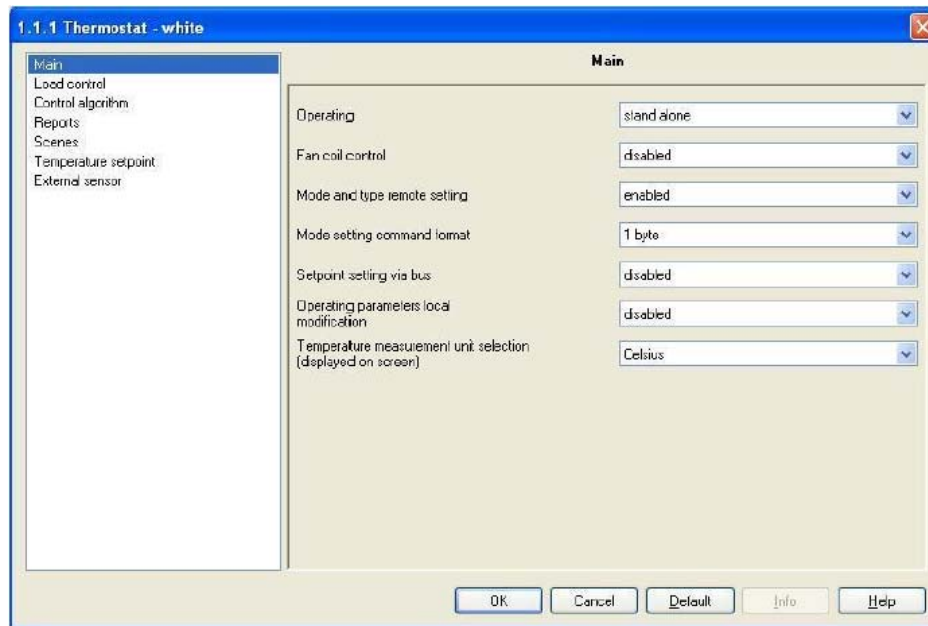 1.1.1 Thermostat - white
Main
Load control
Control algorithm
Reports
Scenes
Temperature setpoint
External sensor
Main
Operating
stand alone
Fan coil control
disabled
Mode and type remote setting
enabled
Mode setting command format
1 byte
Setpoint setting via bus
disabled
Operating parameters local
modification
disabled
Temperature measurement unit selection
(displayed on screen)
Celsius
OK
Cancel
Default
Info
Help